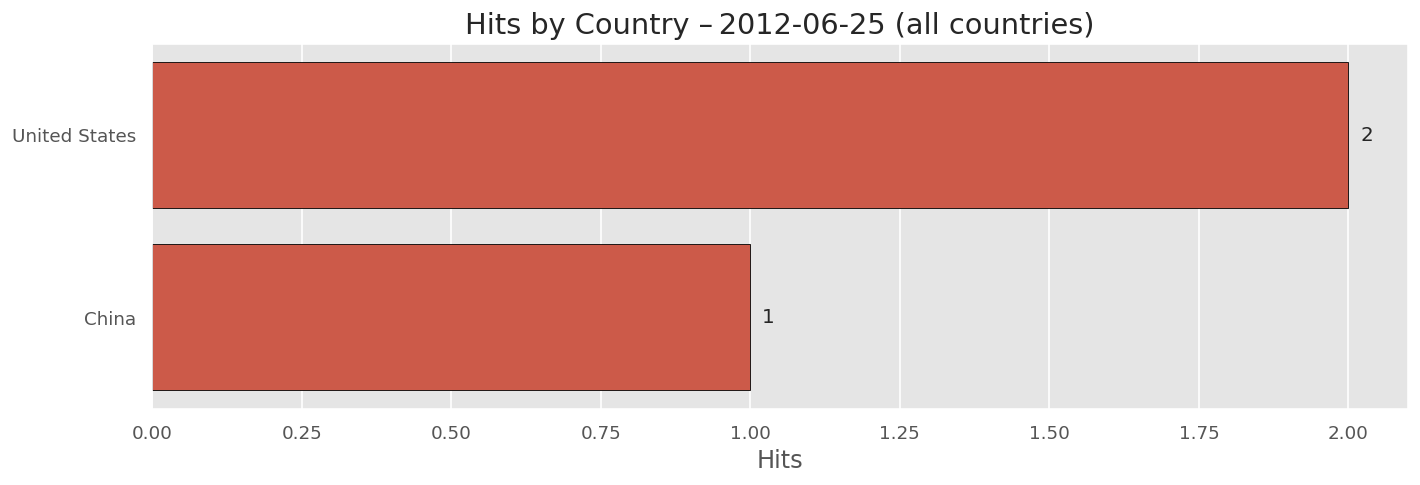 Hits by Country – 2012-06-25 (all countries)
United States
2
China
1
0.00 0.25 0.50 0.75 1.00 1.25 1.50 1.75 2.00
Hits